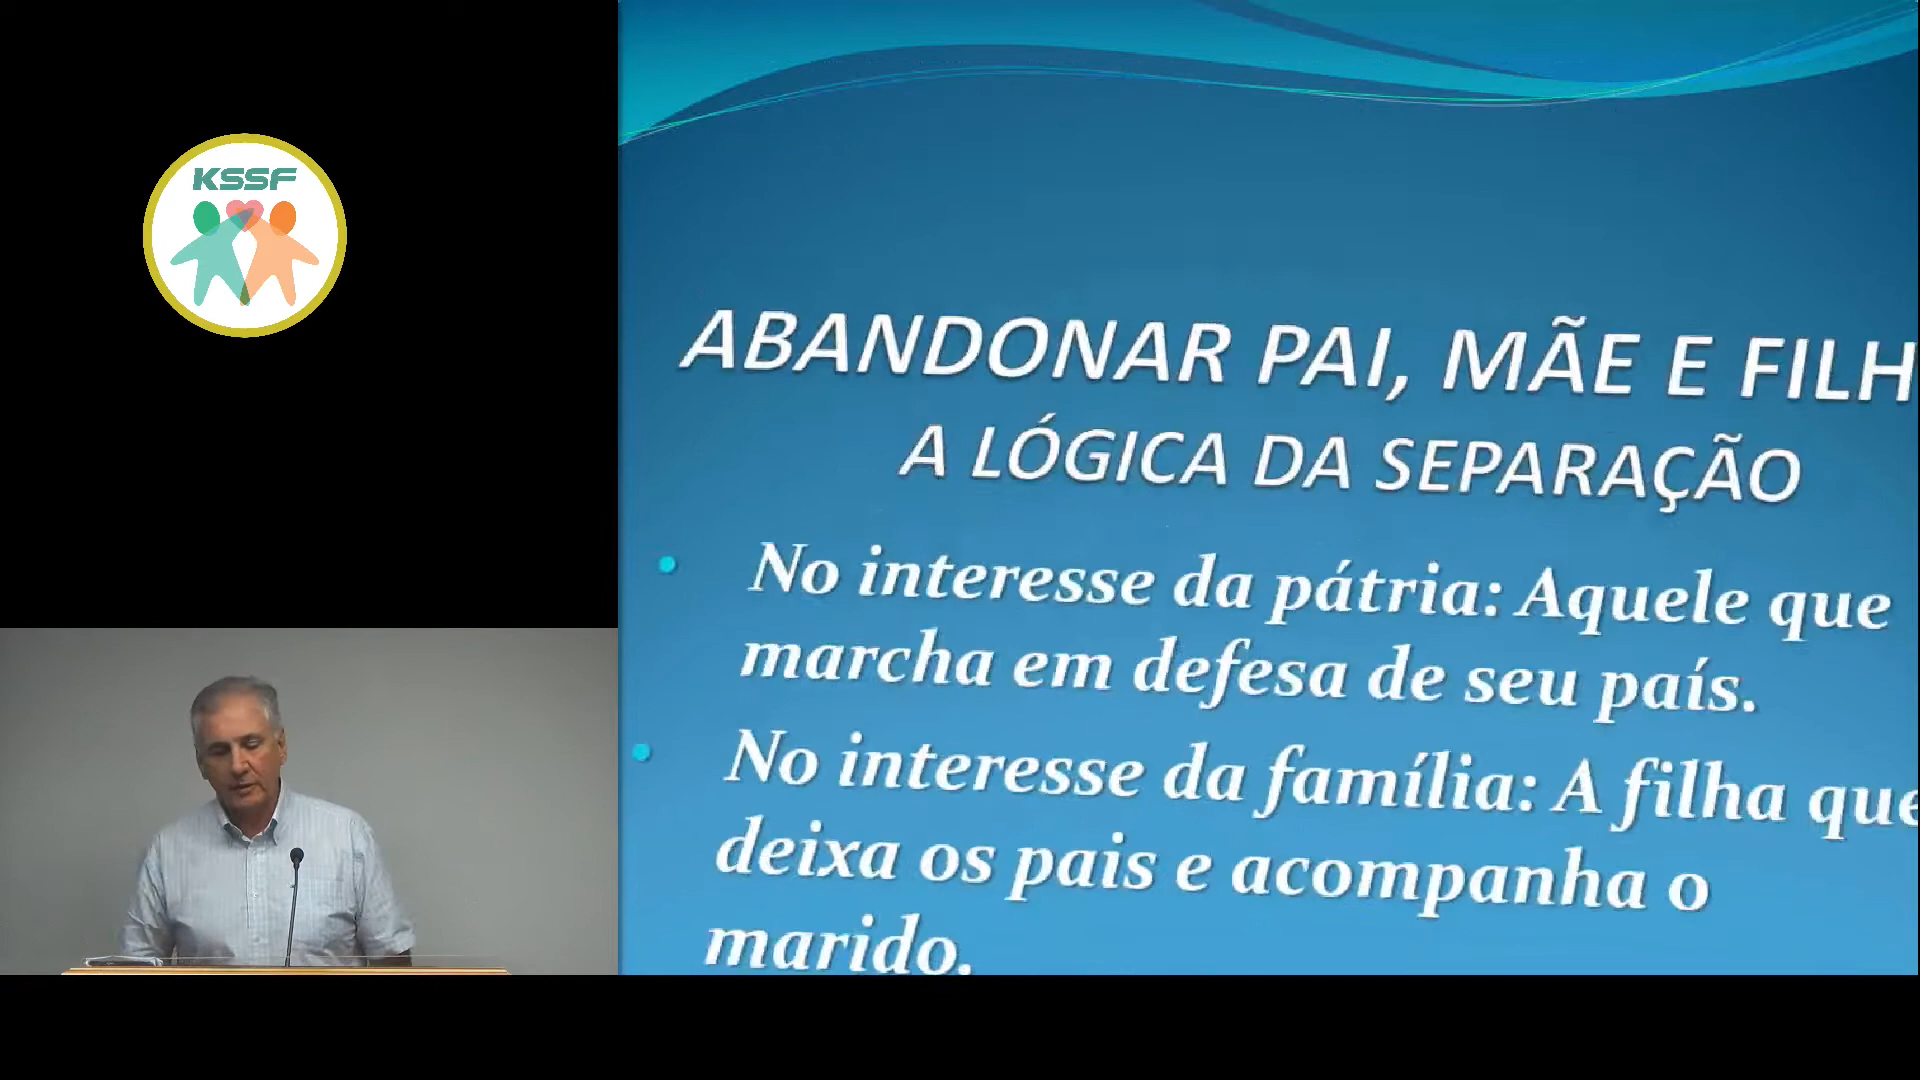 KSSF
ABANDONAR PAI, MÃE E FILH
A LÓGICA DA SEPARAÇÃO
No interesse da pátria: Aquele que
marcha em defesa de seu país.
No interesse da família: A filha que
deixa os pais e acompanha o
marido.